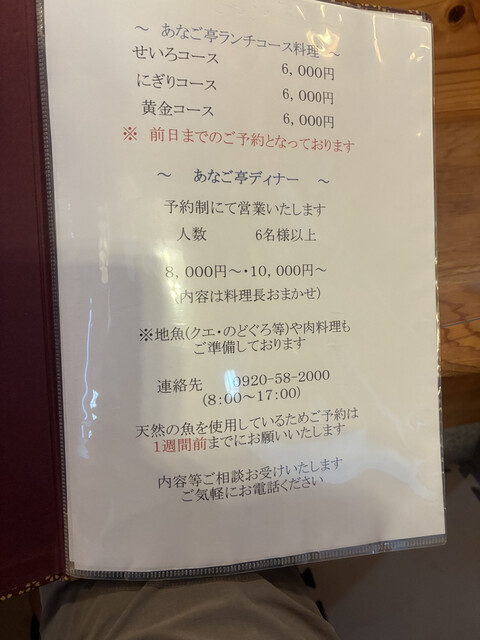 ～ あなご亭ランチコース料理 ～
せいろコース 6,000円
にぎりコース 6,000円
黄金コース 6,000円
※ 前日までのご予約となっております
～ あなご亭ディナー ～
予約制にて営業いたします
人数 6名様以上
8,000円～・10,000円～
(内容は料理長おまかせ)
※地魚(クエ・のどぐろ等)や肉料理も
ご準備しております
連絡先 0920-58-2000
(8:00～17:00)
天然の魚を使用しているためご予約は
1週間前までにお願いいたします
内容等ご相談お受けいたします
ご気軽にお電話ください